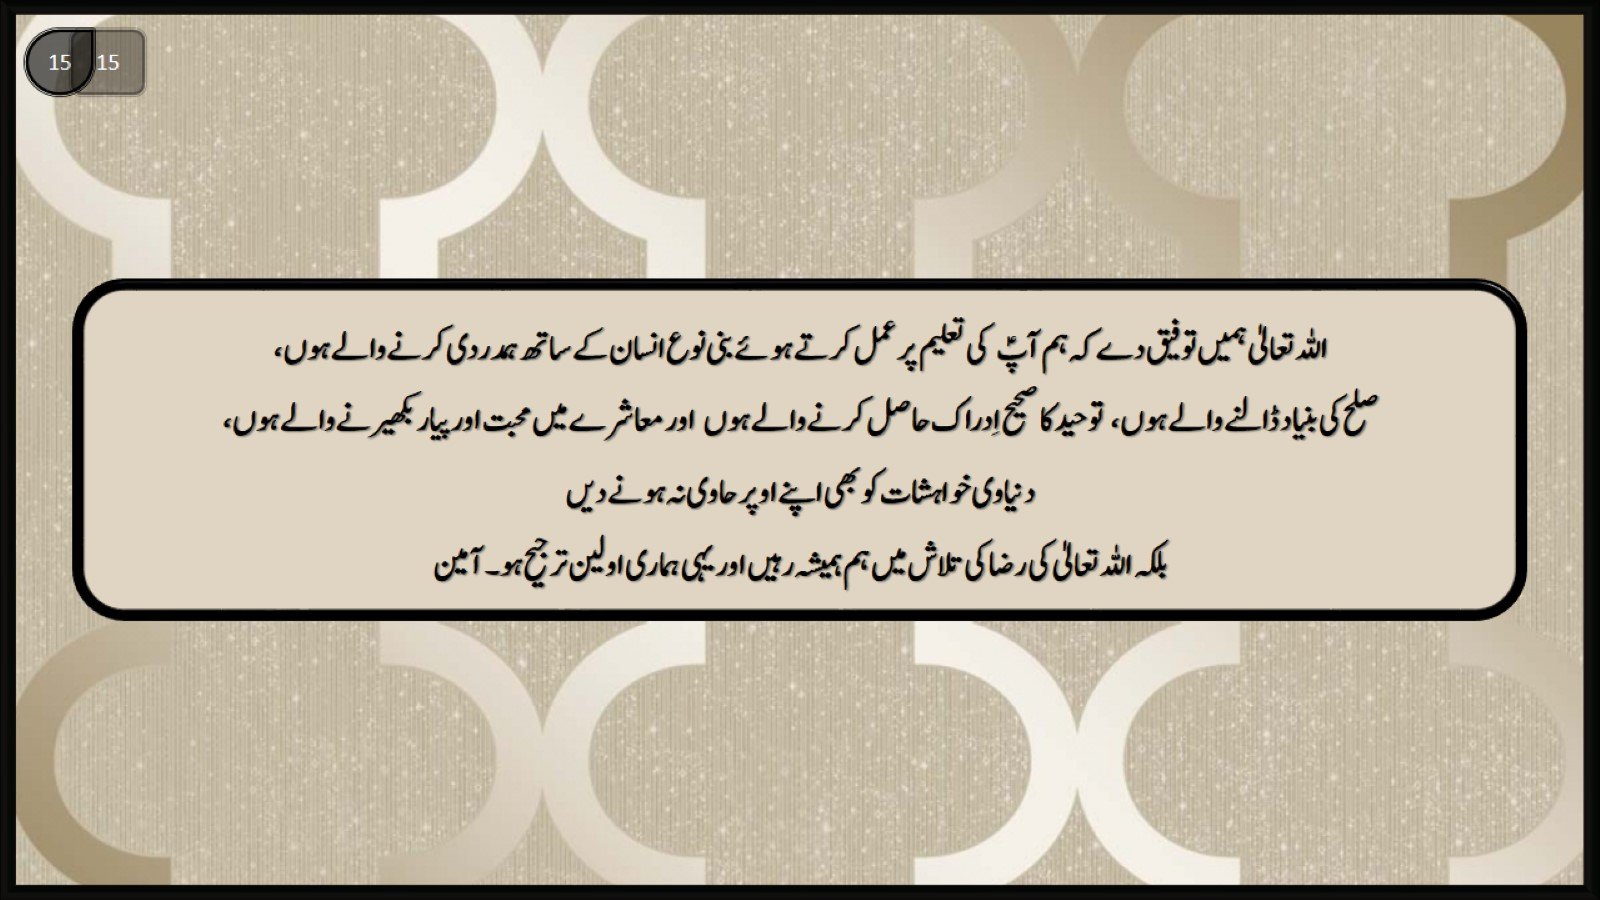 15 15
اللہ تعالیٰ ہمیں توفیق دے کہ ہم آپؐ کی تعلیم پر عمل کرتے ہوئے بنی نوع انسان کے ساتھ ہمدردی کرنے والے ہوں،
صلح کی بنیاد ڈالنے والے ہوں، توحید کا صحیح اِدراک حاصل کرنے والے ہوں اور معاشرے میں محبت اور پیار بکھیرنے والے ہوں،
دنیاوی خواہشات کو بھی اپنے اوپر حاوی نہ ہونے دیں
بلکہ اللہ تعالیٰ کی رضا کی تلاش میں ہم ہمیشہ رہیں اور یہی ہماری اولین ترجیح ہو۔ آمین